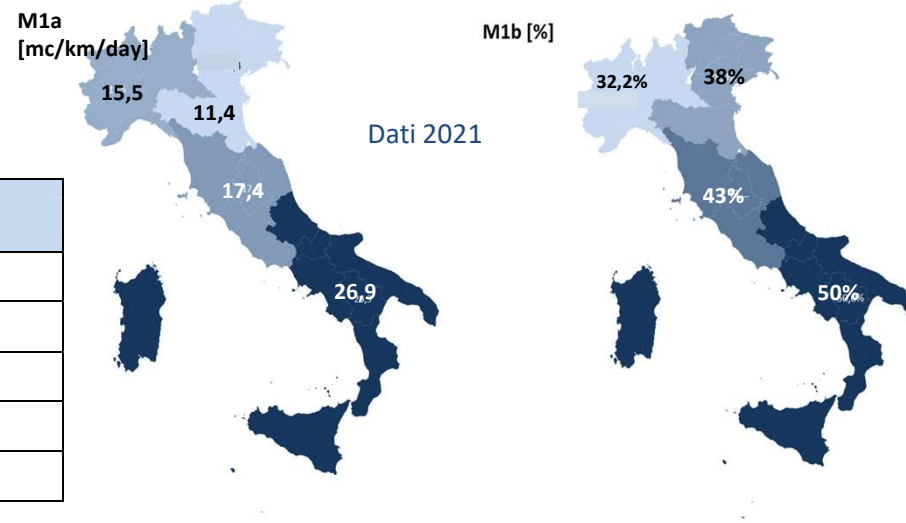 M1a
[mc/km/day]
15,5
11,4
17,4
26,9
Dati 2021
M1b [%]
32,2%
38%
43%
50%